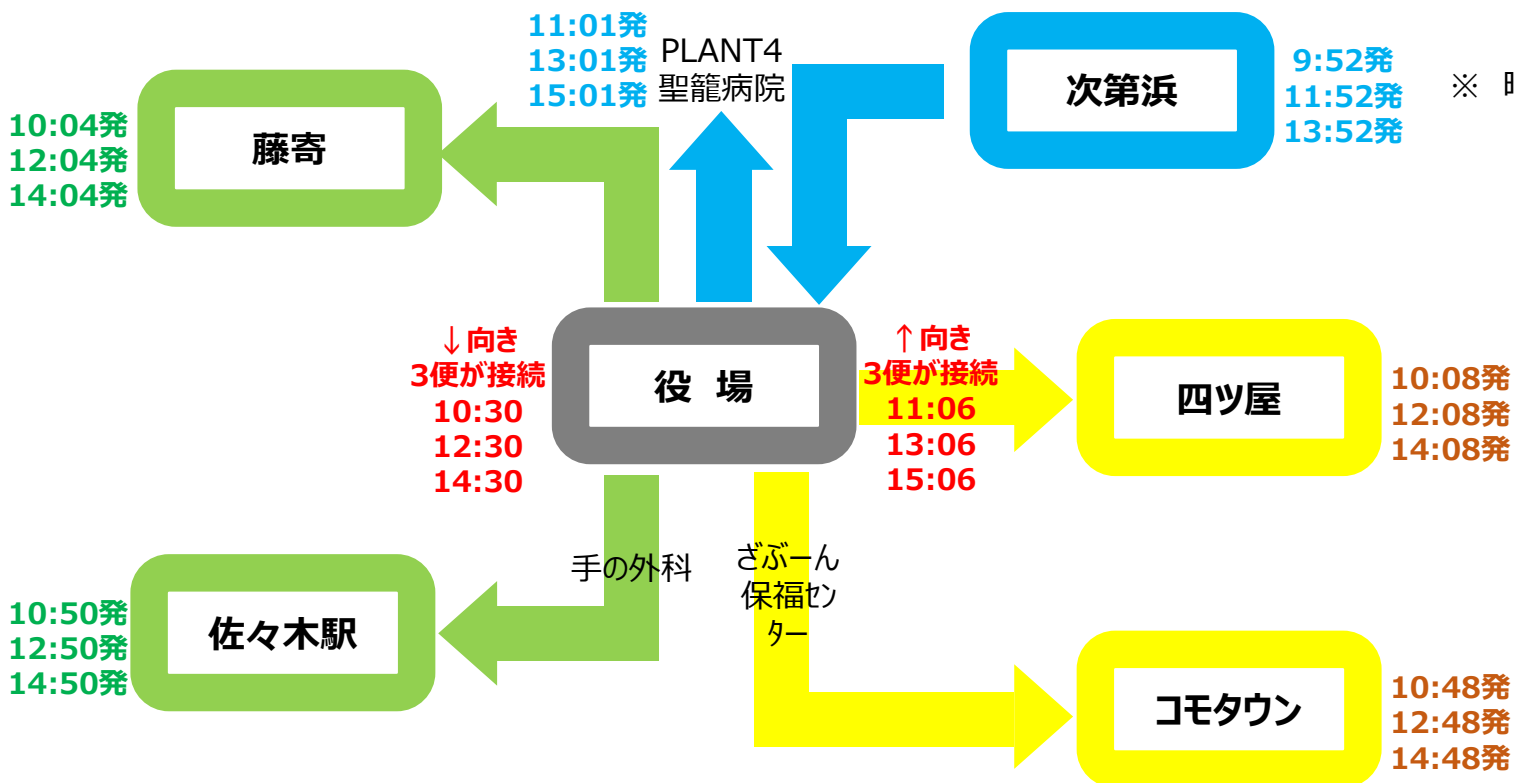 11:01発
13:01発
15:01発
PLANT4
聖籠病院
次第浜
9:52発
11:52発
13:52発
※
10:04発
12:04発
14:04発
藤寄
↓向き
3便が接続
10:30
12:30
14:30
役 場
↑向き
3便が接続
11:06
13:06
15:06
四ツ屋
10:08発
12:08発
14:08発
手の外科
ざぶーん
保福セン
ター
10:50発
12:50発
14:50発
佐々木駅
コモタウン
10:48発
12:48発
14:48発